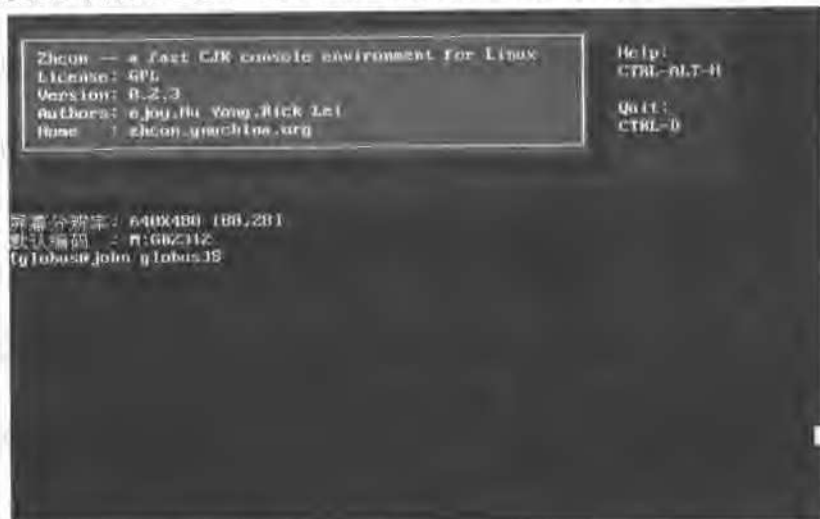 Zhcon -- a fast CJK console environment for Linux
License: GPL
Version: 0.2.3
Authors: ejoy,Hu Yong,Rick Lei
Home : zhcon.gnuchina.org
Help:
CTRL-ALT-H
Quit:
CTRL-D
屏幕分辨率: 640X480 [80,28]
默认编码 : M:GB2312
[globus@john globus]$